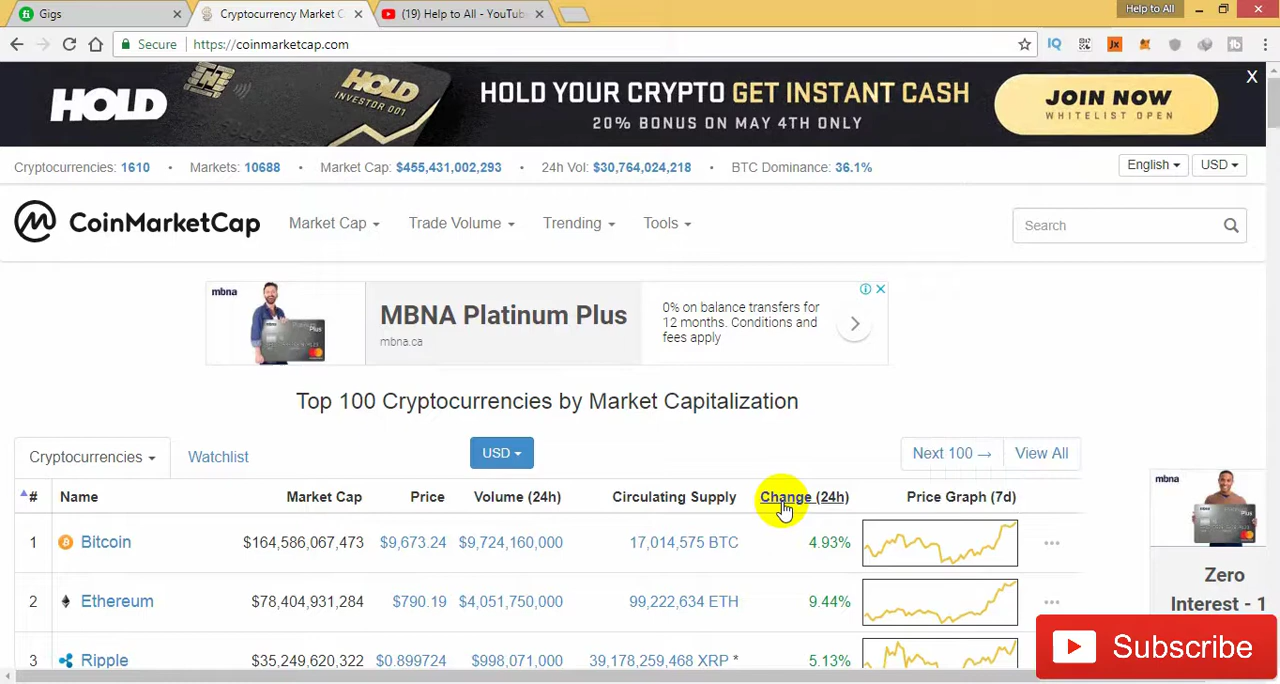 Gigs
Cryptocurrency Market C
(19) Help to All - YouTub
Help to All
Secure
https://coinmarketcap.com
IQ
Jx
HOLD
HOLD
INVESTOR 001
HOLD YOUR CRYPTO GET INSTANT CASH
20% BONUS ON MAY 4TH ONLY
JOIN NOW
WHITELIST OPEN
X
Cryptocurrencies: 1610 • Markets: 10688 • Market Cap: $455,431,002,293 • 24h Vol: $30,764,024,218 • BTC Dominance: 36.1%
English
USD
CoinMarketCap
Market Cap
Trade Volume
Trending
Tools
Search
mbna
MBNA Platinum Plus
mbna.ca
0% on balance transfers for
12 months. Conditions and
fees apply
Top 100 Cryptocurrencies by Market Capitalization
Cryptocurrencies
Watchlist
USD
Next 100 →
View All
# Name Market Cap Price Volume (24h) Circulating Supply Change (24h) Price Graph (7d)
1 Bitcoin $164,586,067,473 $9,673.24 $9,724,160,000 17,014,575 BTC 4.93%
2 Ethereum $78,404,931,284 $790.19 $4,051,750,000 99,222,634 ETH 9.44%
3 Ripple $35,249,620,322 $0.899724 $998,071,000 39,178,259,468 XRP * 5.13%
mbna
Zero
Interest - 1
Subscribe